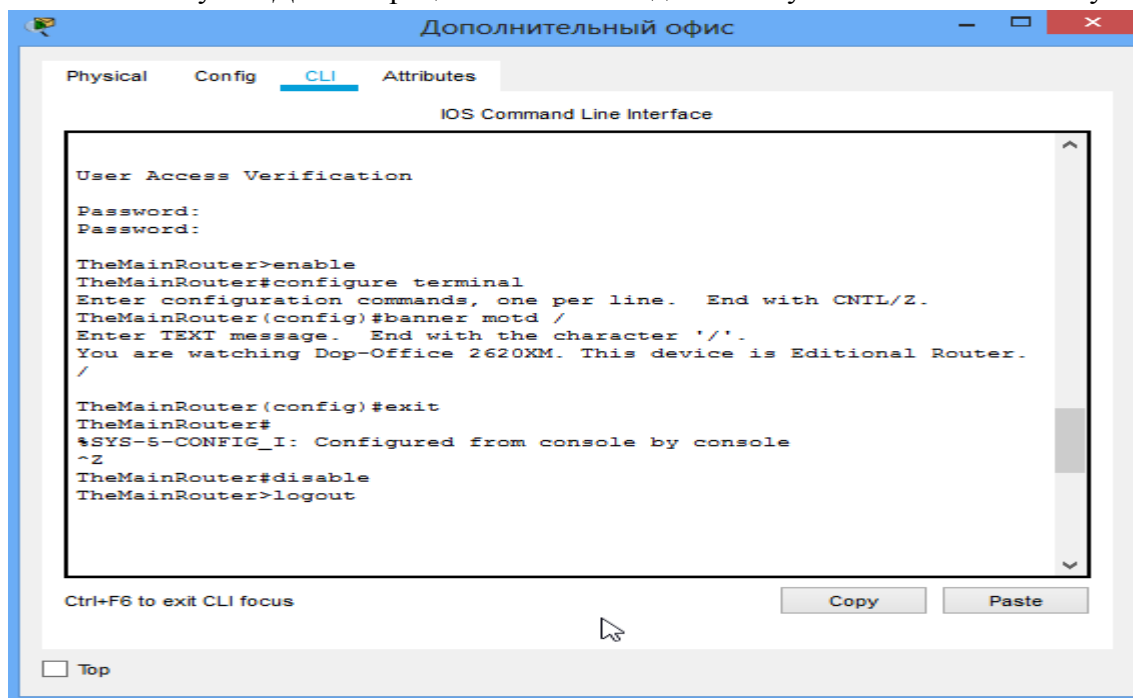 Дополнительный офис
Physical Config CLI Attributes
IOS Command Line Interface
User Access Verification
Password:
Password:
TheMainRouter>enable
TheMainRouter#configure terminal
Enter configuration commands, one per line. End with CNTL/Z.
TheMainRouter(config)#banner motd /
Enter TEXT message. End with the character '/'.
You are watching Dop-Office 2620XM. This device is Editional Router.
/
TheMainRouter(config)#exit
TheMainRouter#
%SYS-5-CONFIG_I: Configured from console by console
^Z
TheMainRouter#disable
TheMainRouter>logout
Ctrl+F6 to exit CLI focus
Copy Paste
Top